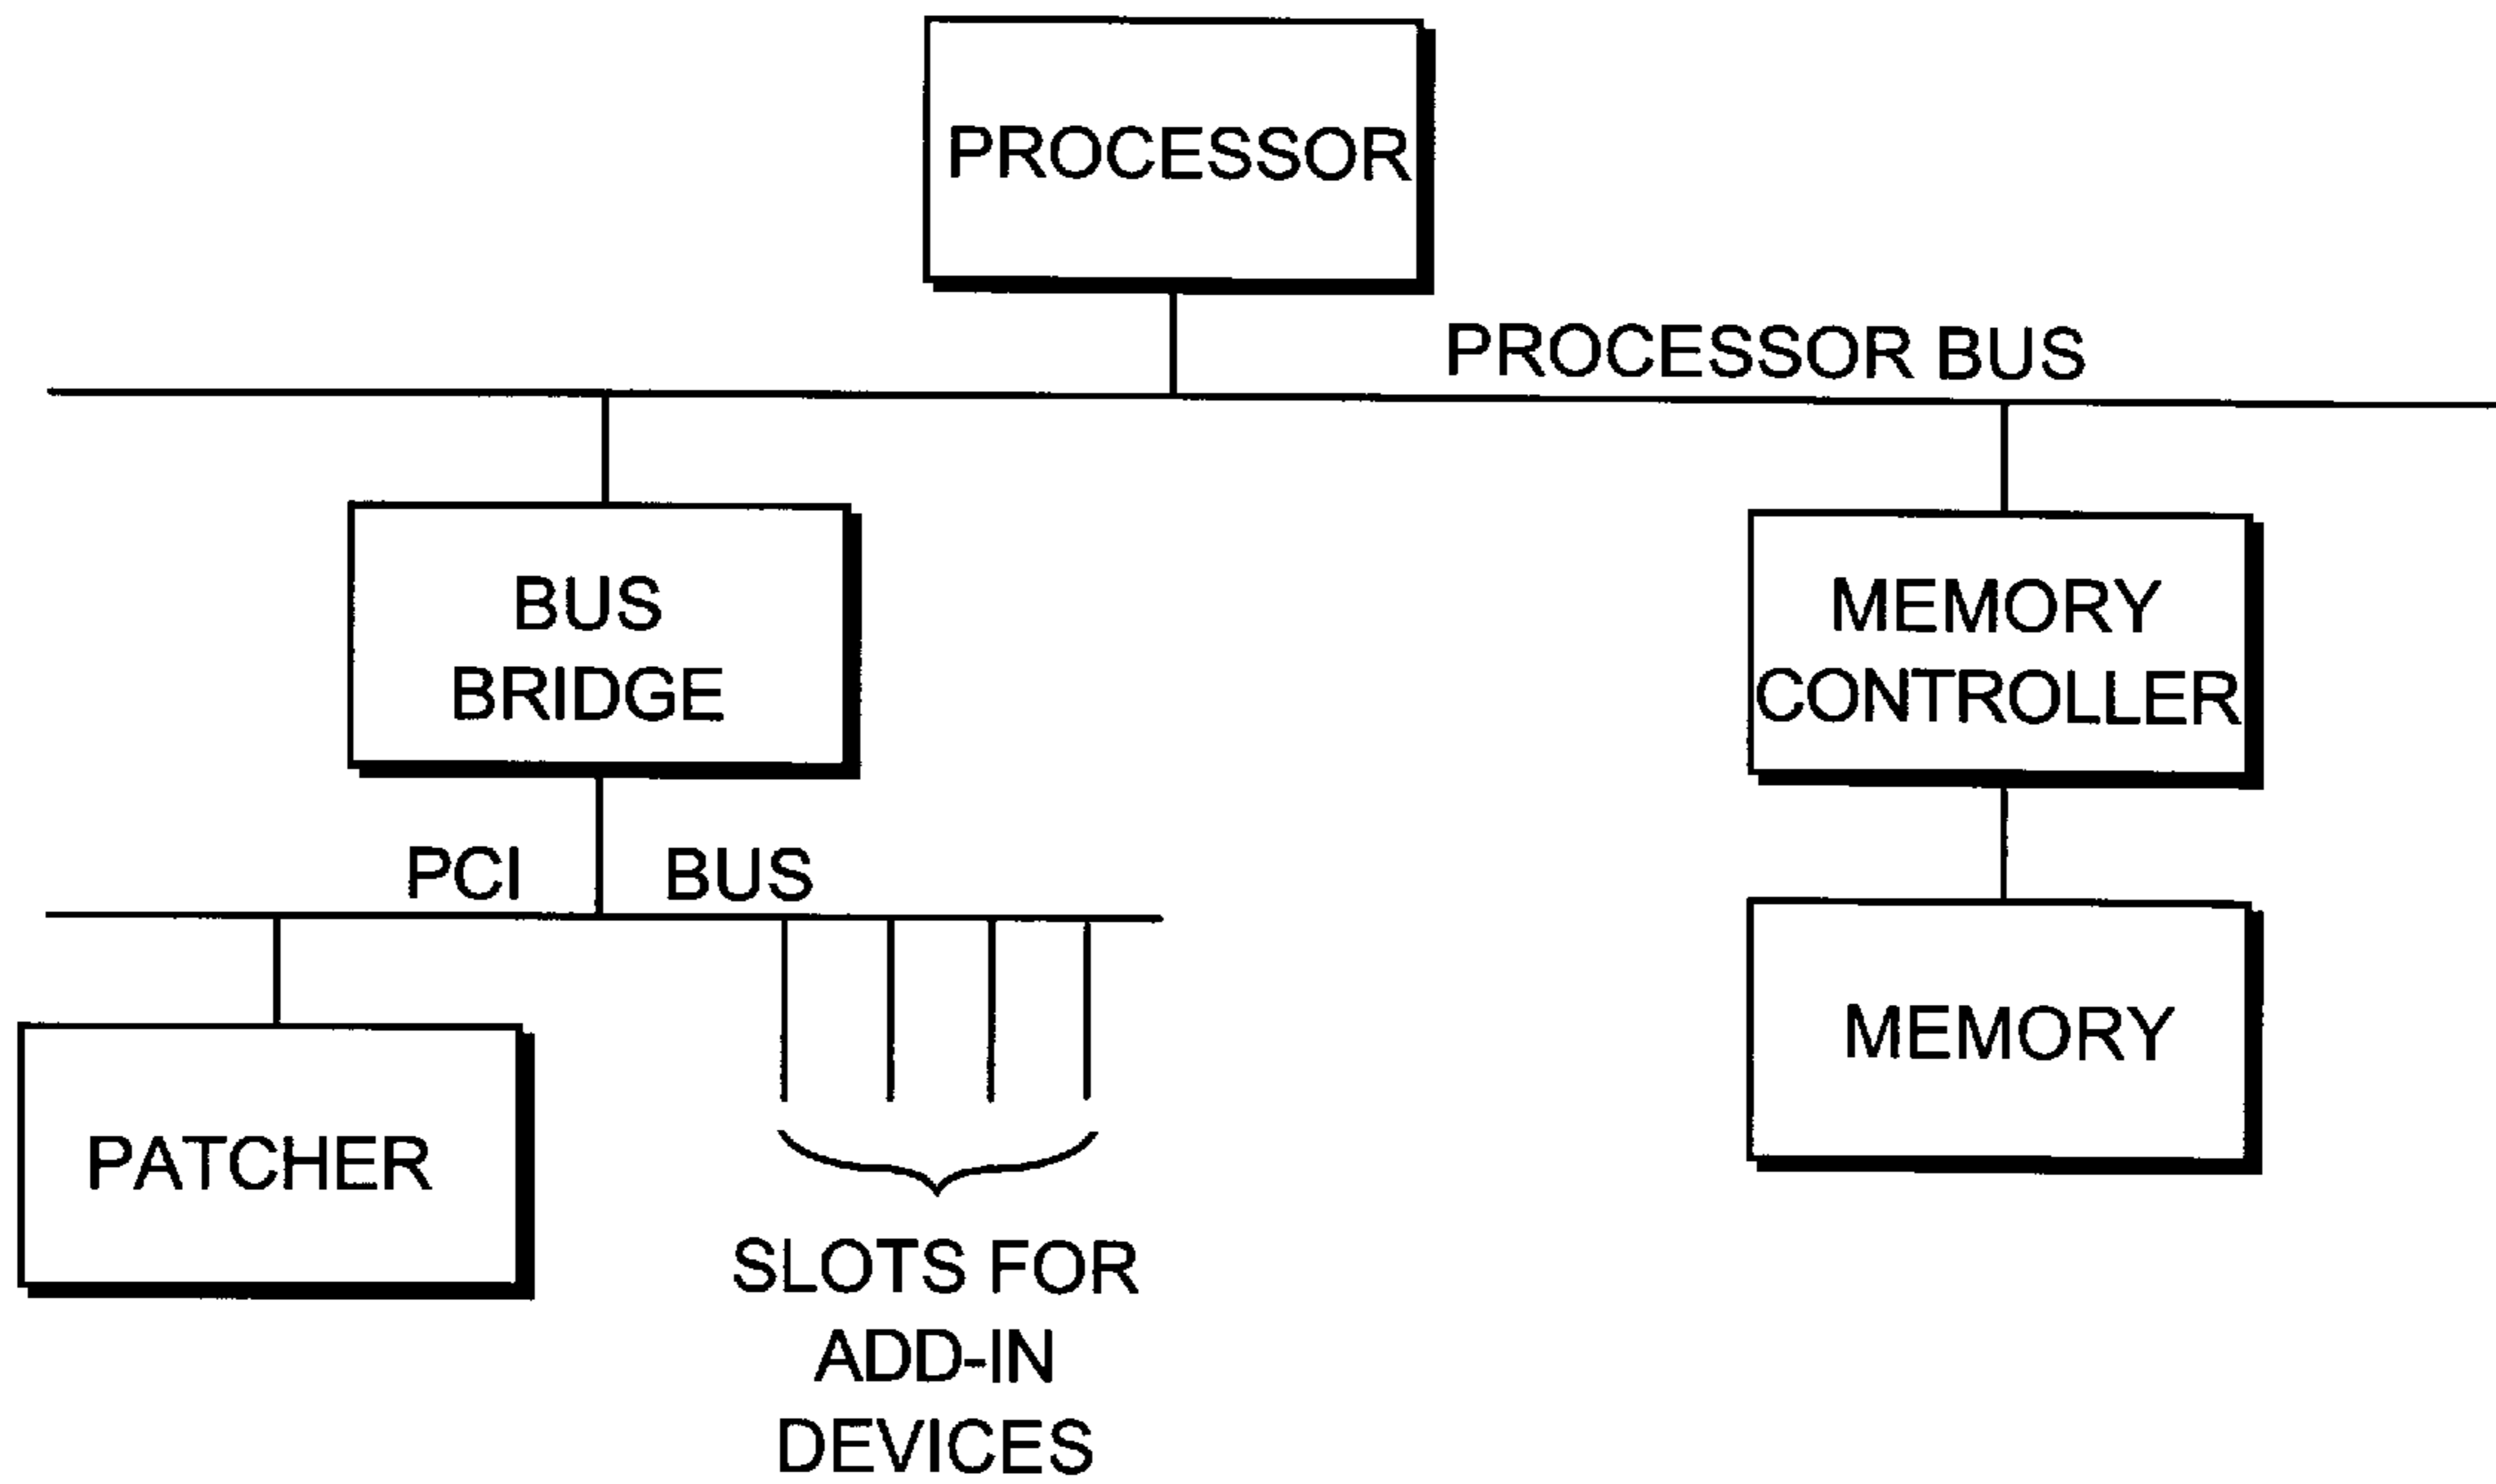 PROCESSOR
PROCESSOR BUS
BUS
BRIDGE
MEMORY
CONTROLLER
PCI BUS
MEMORY
PATCHER
SLOTS FOR
ADD-IN
DEVICES